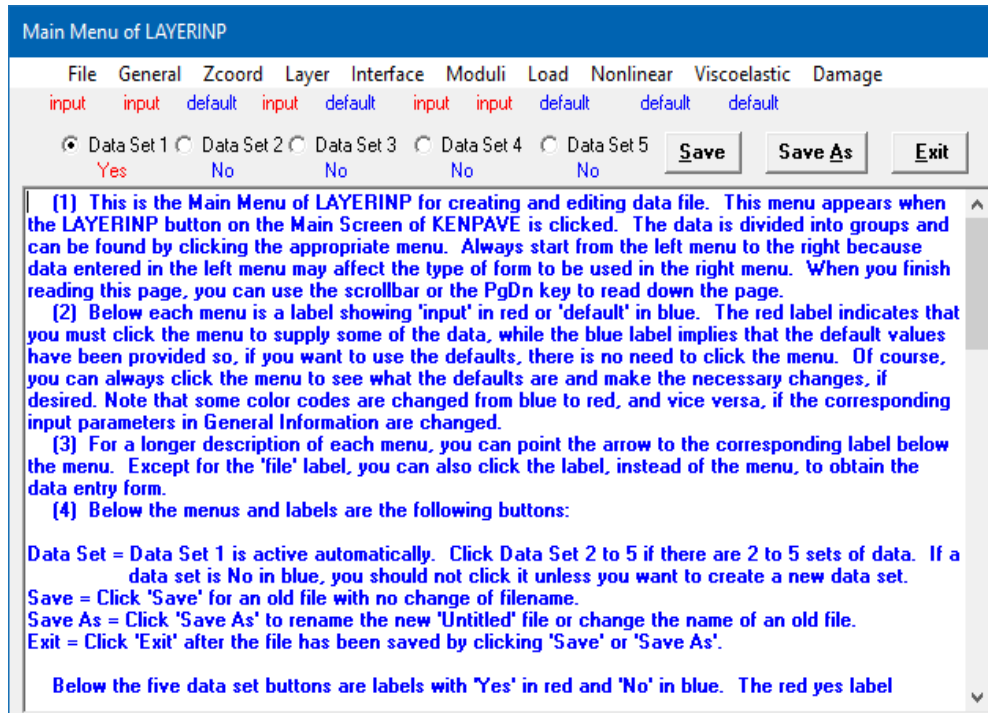 Main Menu of LAYERINP
File General Zcoord Layer Interface Moduli Load Nonlinear Viscoelastic Damage
input input default input default input input default default default
Data Set 1 Data Set 2 Data Set 3 Data Set 4 Data Set 5 Save Save As Exit
Yes No No No No
(1) This is the Main Menu of LAYERINP for creating and editing data file. This menu appears when
the LAYERINP button on the Main Screen of KENPAVE is clicked. The data is divided into groups and
can be found by clicking the appropriate menu. Always start from the left menu to the right because
data entered in the left menu may affect the type of form to be used in the right menu. When you finish
reading this page, you can use the scrollbar or the PgDn key to read down the page.
(2) Below each menu is a label showing 'input' in red or 'default' in blue. The red label indicates that
you must click the menu to supply some of the data, while the blue label implies that the default values
have been provided so, if you want to use the defaults, there is no need to click the menu. Of course,
you can always click the menu to see what the defaults are and make the necessary changes, if
desired. Note that some color codes are changed from blue to red, and vice versa, if the corresponding
input parameters in General Information are changed.
(3) For a longer description of each menu, you can point the arrow to the corresponding label below
the menu. Except for the 'file' label, you can also click the label, instead of the menu, to obtain the
data entry form.
(4) Below the menus and labels are the following buttons:
Data Set = Data Set 1 is active automatically. Click Data Set 2 to 5 if there are 2 to 5 sets of data. If a
data set is No in blue, you should not click it unless you want to create a new data set.
Save = Click 'Save' for an old file with no change of filename.
Save As = Click 'Save As' to rename the new 'Untitled' file or change the name of an old file.
Exit = Click 'Exit' after the file has been saved by clicking 'Save' or 'Save As'.
Below the five data set buttons are labels with 'Yes' in red and 'No' in blue. The red yes label